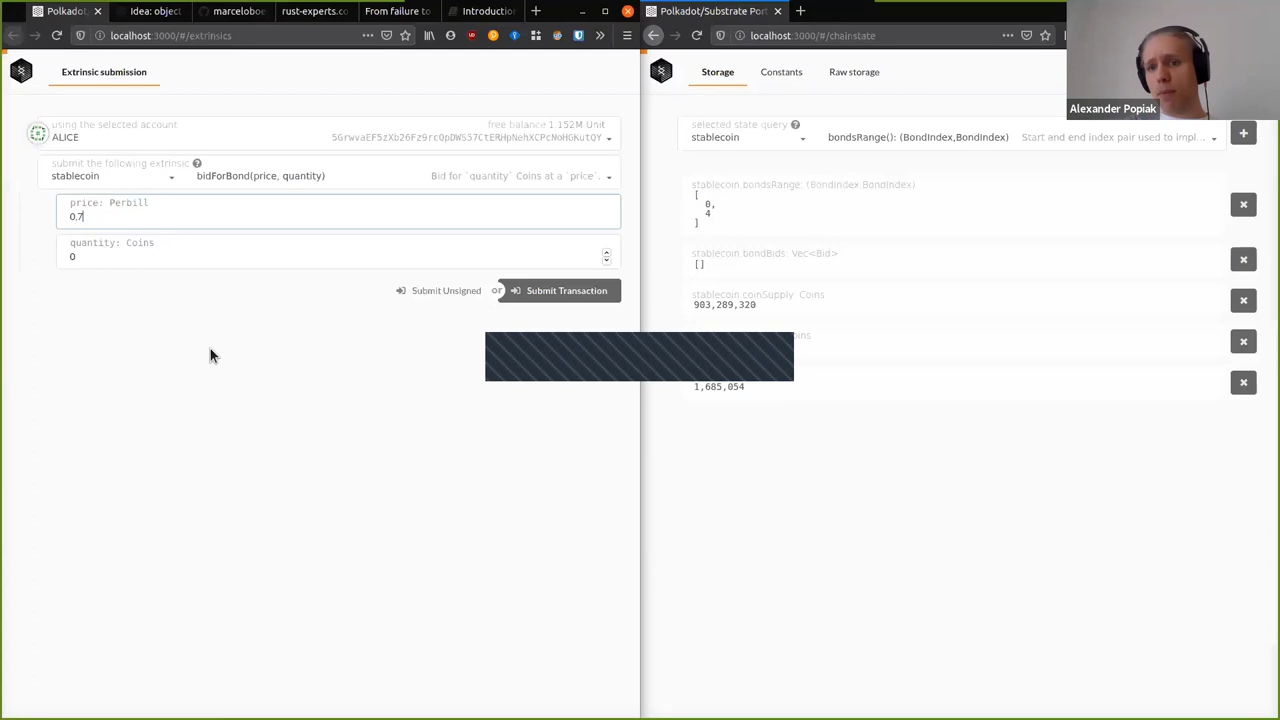 Polkadot/
Idea: object
marceloboe
rust-experts.co
From failure to
Introductio
localhost:3000/#/extrinsics
Extrinsic submission
using the selected account
ALICE
free balance 1.152M Unit
5GrwvaEF5zXb26Fz9rcQpDWS57CtERHpNehXCPcNoHGKutQY
submit the following extrinsic
stablecoin
bidForBond(price, quantity)
Bid for `quantity` Coins at a `price`.
price: Perbill
0,7
quantity: Coins
0
Submit Unsigned
or
Submit Transaction
Polkadot/Substrate Port
localhost:3000/#/chainstate
Storage
Constants
Raw storage
Alexander Popiak
selected state query
stablecoin
bondsRange(): (BondIndex,BondIndex)
Start and end index pair used to impl...
stablecoin.bondsRange: (BondIndex,BondIndex)
[
0,
4
]
stablecoin.bondBids: Vec<Bid>
[]
stablecoin.coinSupply: Coins
903,289,320
oins
1,685,054